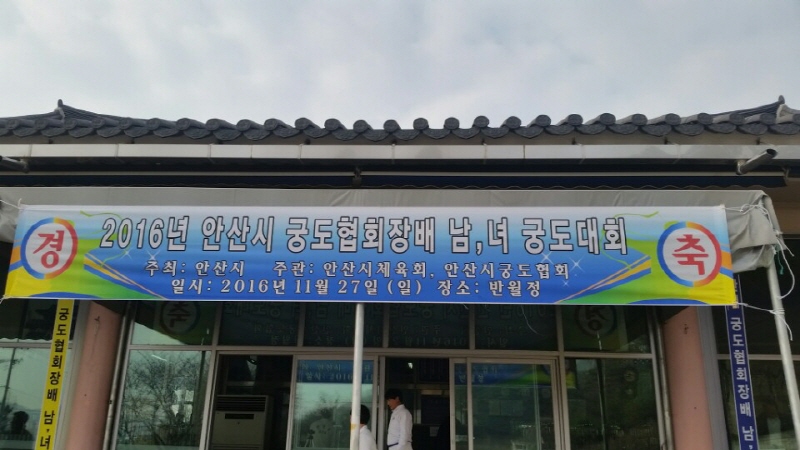 경
2016년 안산시 궁도협회장배 남,녀 궁도대회
주최: 안산시 주관: 안산시체육회, 안산시궁도협회
일시: 2016년 11월 27일 (일) 장소: 반월정
축
궁도협회장배 남,녀
궁도협회장배 남,